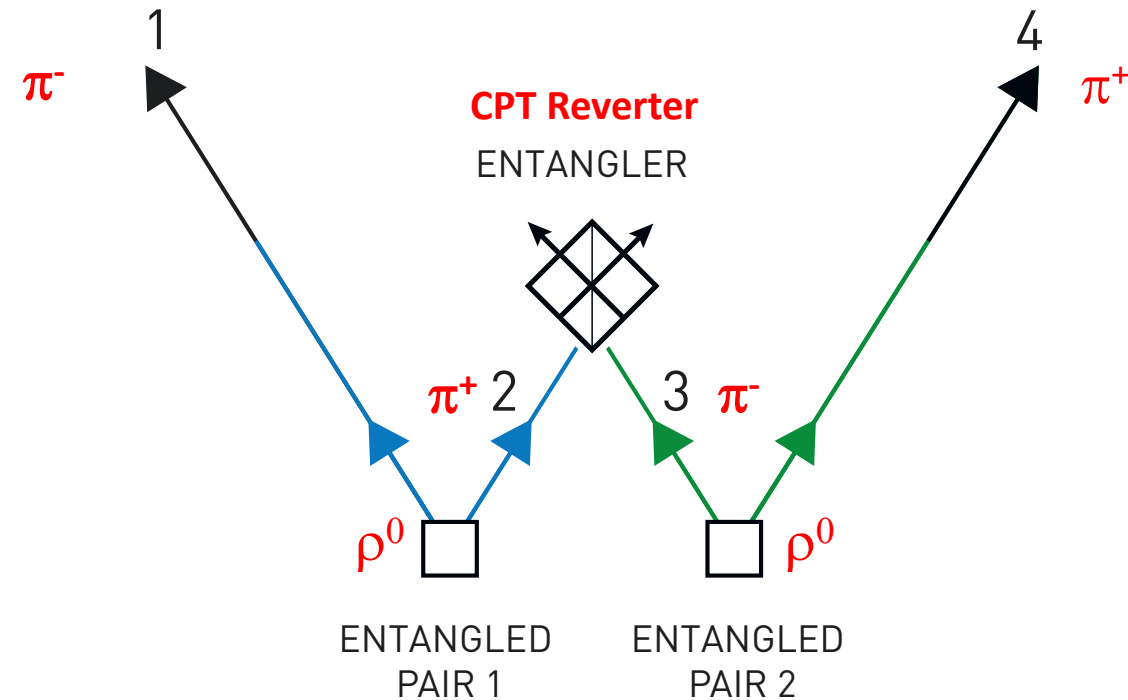 1
4
π-
π+
CPT Reverter
ENTANGLER
π+ 2
3 π-
ρ0
ρ0
ENTANGLED
PAIR 1
ENTANGLED
PAIR 2